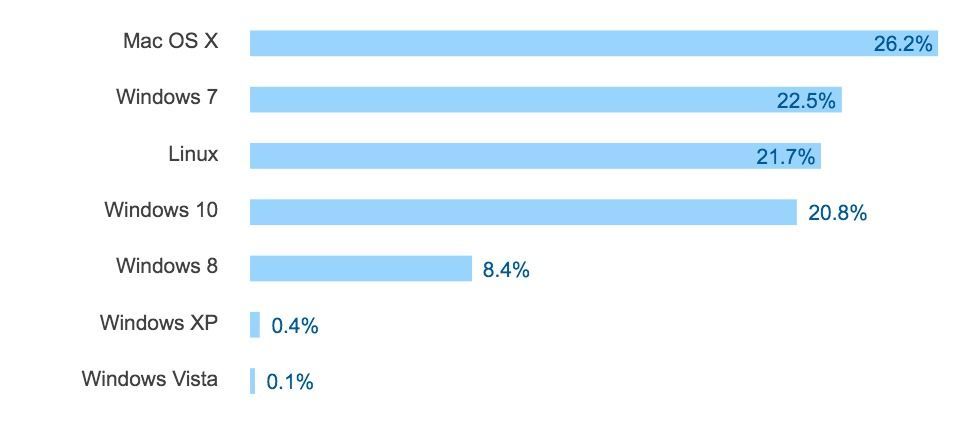 Mac OS X 26.2%
Windows 7 22.5%
Linux 21.7%
Windows 10 20.8%
Windows 8 8.4%
Windows XP 0.4%
Windows Vista 0.1%